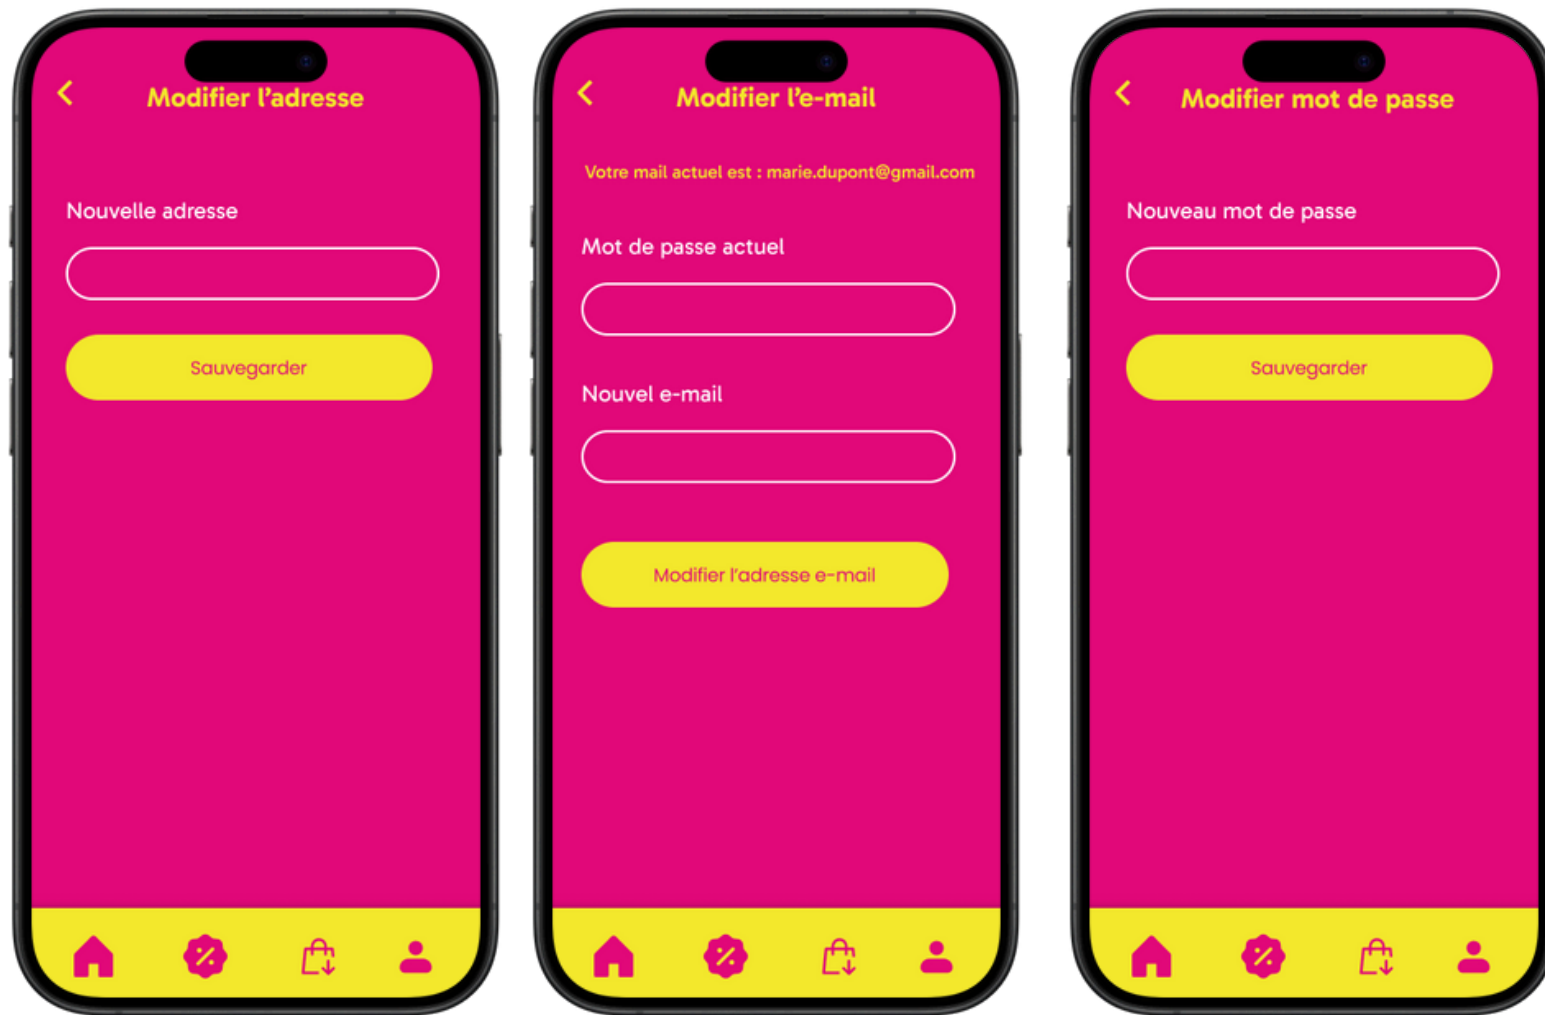 Modifier l'adresse
Nouvelle adresse
Sauvegarder
Modifier l'e-mail
Votre mail actuel est : marie.dupont@gmail.com
Mot de passe actuel
Nouvel e-mail
Modifier l'adresse e-mail
Modifier mot de passe
Nouveau mot de passe
Sauvegarder